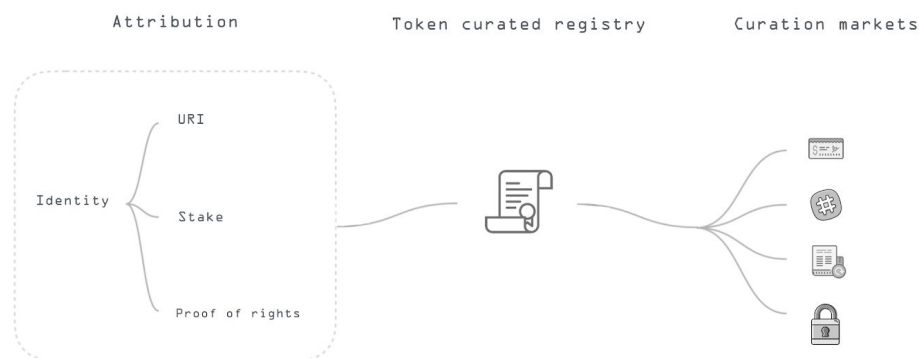 Attribution
Token curated registry
Curation markets
URI
Identity
Stake
Proof of rights